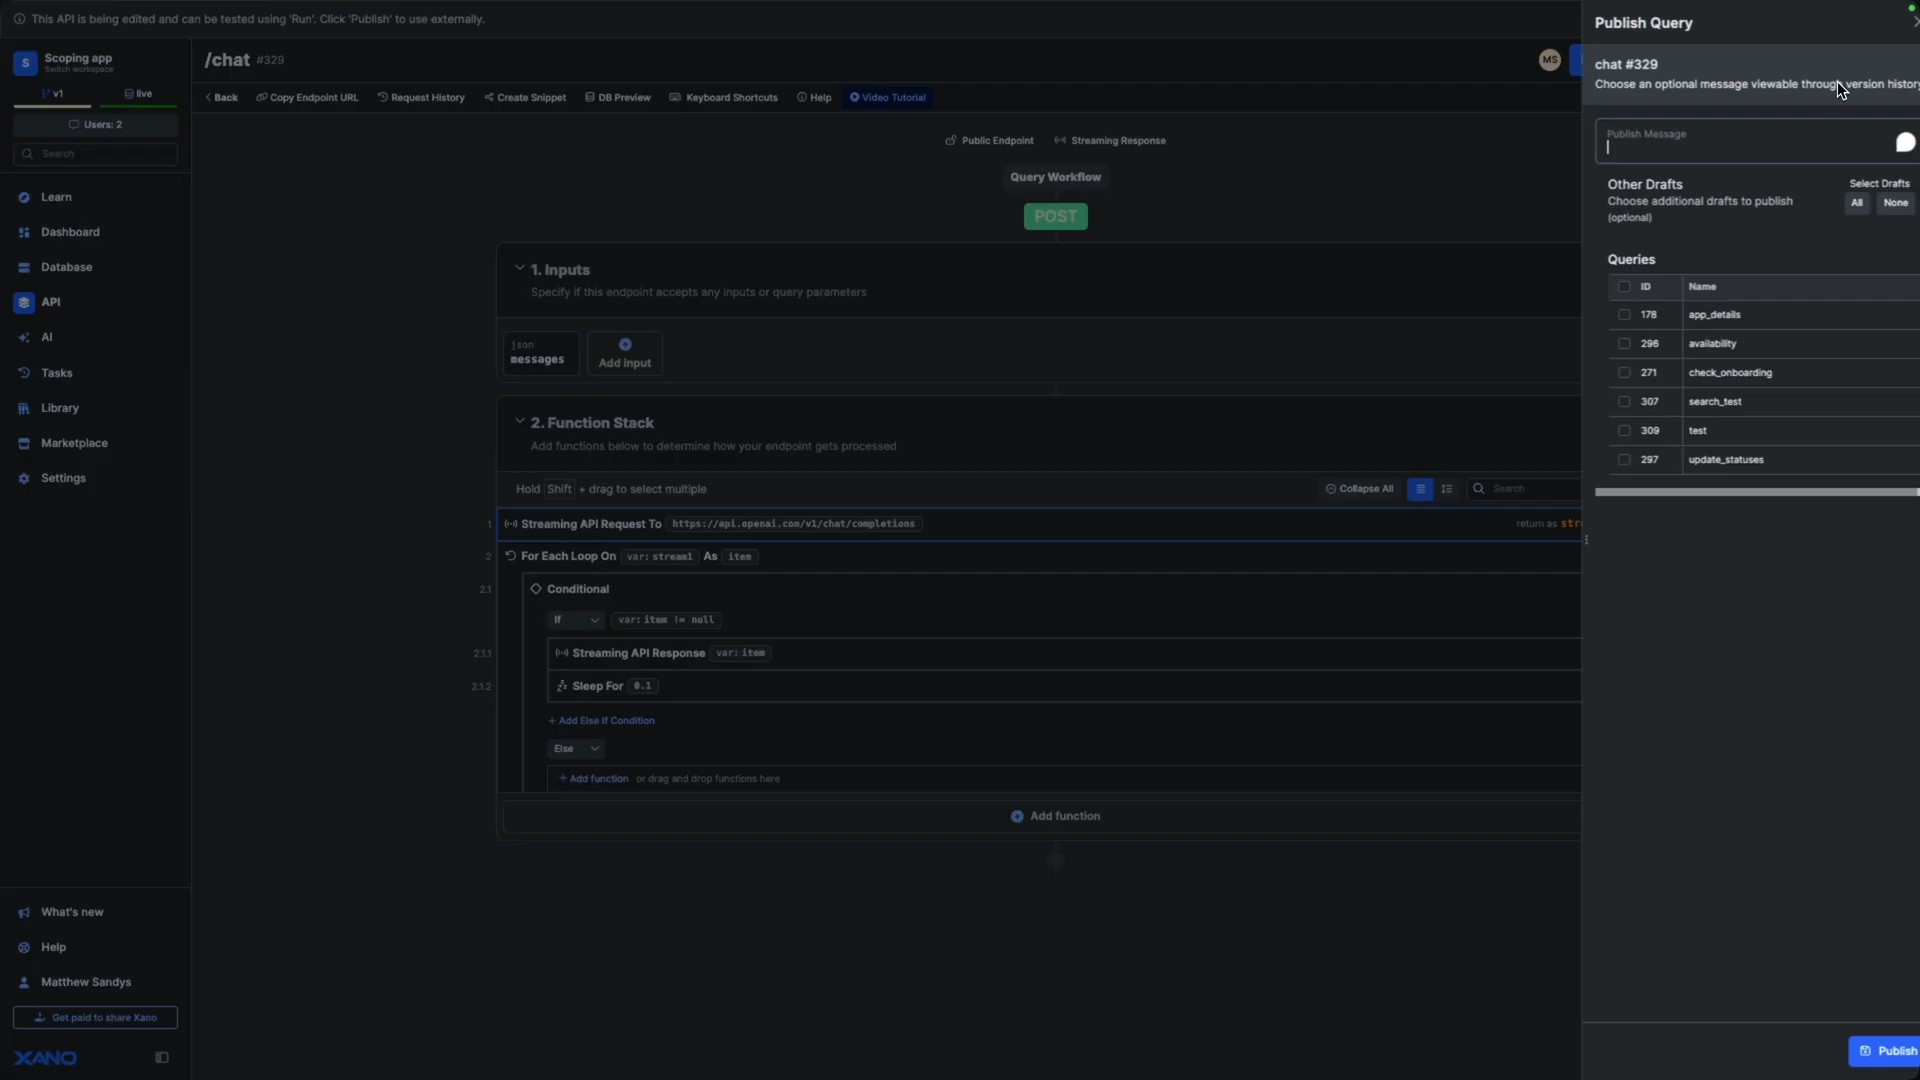 This API is being edited and can be tested using 'Run'. Click 'Publish' to use externally.
S
Scoping app
Switch workspace
v1
live
Users: 2
Search
Learn
Dashboard
Database
API
AI
Tasks
Library
Marketplace
Settings
What's new
Help
Matthew Sandys
Get paid to share Xano
XANO
/chat #329
MS
Back
Copy Endpoint URL
Request History
Create Snippet
DB Preview
Keyboard Shortcuts
Help
Video Tutorial
Public Endpoint
Streaming Response
Query Workflow
POST
1. Inputs
Specify if this endpoint accepts any inputs or query parameters
json
messages
Add input
2. Function Stack
Add functions below to determine how your endpoint gets processed
Hold Shift + drag to select multiple
Collapse All
Search
1 Streaming API Request To https://api.openai.com/v1/chat/completions return as str
2 For Each Loop On var: stream1 As item
2.1 Conditional
If var: item != null
2.1.1 Streaming API Response var: item
2.1.2 Sleep For 0.1
+ Add Else If Condition
Else
+ Add function or drag and drop functions here
Add function
Publish Query
chat #329
Choose an optional message viewable through version history
Publish Message
Other Drafts
Choose additional drafts to publish
(optional)
Select Drafts
All None
Queries
ID Name
178 app_details
296 availability
271 check_onboarding
307 search_test
309 test
297 update_statuses
Publish